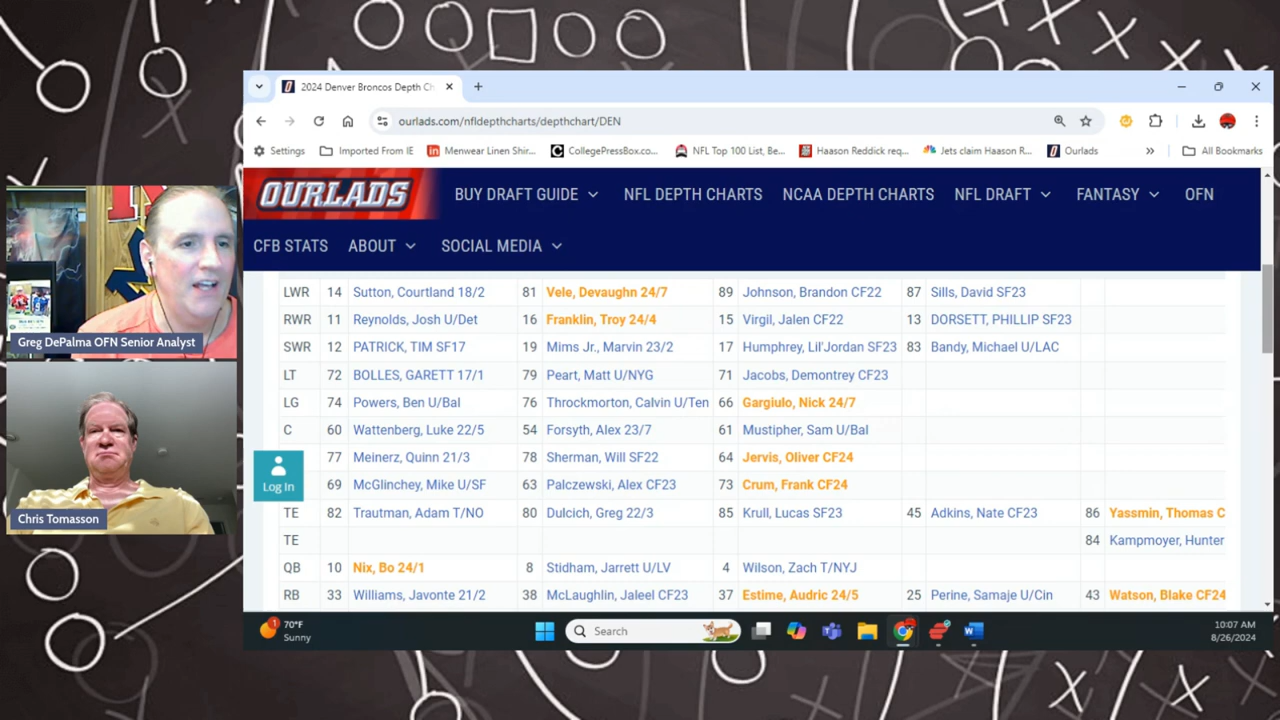 2024 Denver Broncos Depth Ch
ourlads.com/nfldepthcharts/depthchart/DEN
Settings Imported From IE Menwear Linen Shir... CollegePressBox.co... NFL Top 100 List, Be... Haason Reddick req... Jets claim Haason R... Ourlads » All Bookmarks
OURLADS BUY DRAFT GUIDE NFL DEPTH CHARTS NCAA DEPTH CHARTS NFL DRAFT FANTASY OFN
CFB STATS ABOUT SOCIAL MEDIA
LWR 14 Sutton, Courtland 18/2 81 Vele, Devaughn 24/7 89 Johnson, Brandon CF22 87 Sills, David SF23
RWR 11 Reynolds, Josh U/Det 16 Franklin, Troy 24/4 15 Virgil, Jalen CF22 13 DORSETT, PHILLIP SF23
SWR 12 PATRICK, TIM SF17 19 Mims Jr., Marvin 23/2 17 Humphrey, Lil'Jordan SF23 83 Bandy, Michael U/LAC
LT 72 BOLLES, GARETT 17/1 79 Peart, Matt U/NYG 71 Jacobs, Demontrey CF23
LG 74 Powers, Ben U/Bal 76 Throckmorton, Calvin U/Ten 66 Gargiulo, Nick 24/7
C 60 Wattenberg, Luke 22/5 54 Forsyth, Alex 23/7 61 Mustipher, Sam U/Bal
77 Meinerz, Quinn 21/3 78 Sherman, Will SF22 64 Jervis, Oliver CF24
69 McGlinchey, Mike U/SF 63 Palczewski, Alex CF23 73 Crum, Frank CF24
TE 82 Trautman, Adam T/NO 80 Dulcich, Greg 22/3 85 Krull, Lucas SF23 45 Adkins, Nate CF23 86 Yassmin, Thomas C
TE 84 Kampmoyer, Hunter
QB 10 Nix, Bo 24/1 8 Stidham, Jarrett U/LV 4 Wilson, Zach T/NYJ
RB 33 Williams, Javonte 21/2 38 McLaughlin, Jaleel CF23 37 Estime, Audric 24/5 25 Perine, Samaje U/Cin 43 Watson, Blake CF24
Log In
Greg DePalma OFN Senior Analyst
Chris Tomasson
1
70°F
Sunny
Search
10:07 AM
8/26/2024